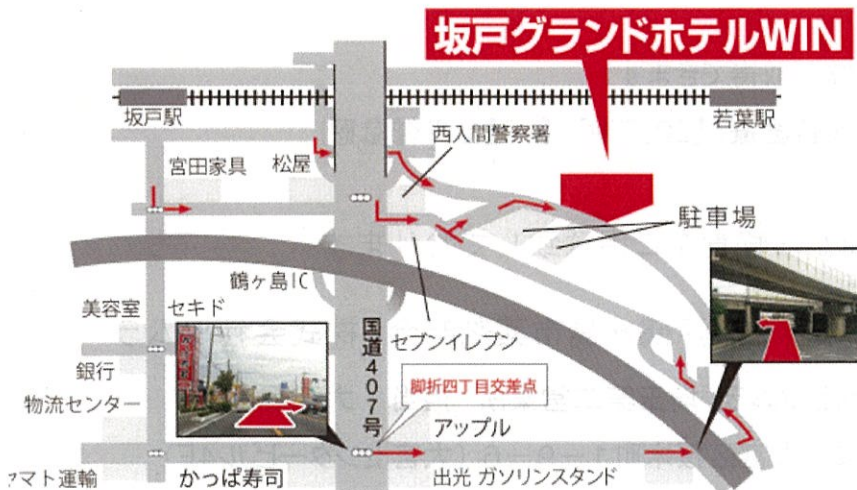 坂戸グランドホテルWIN
坂戸駅
若葉駅
西入間警察署
宮田家具
松屋
駐車場
鶴ヶ島IC
美容室
セキド
国道407号
セブンイレブン
銀行
脚折四丁目交差点
物流センター
アップル
ヤマト運輸
かっぱ寿司
出光 ガソリンスタンド